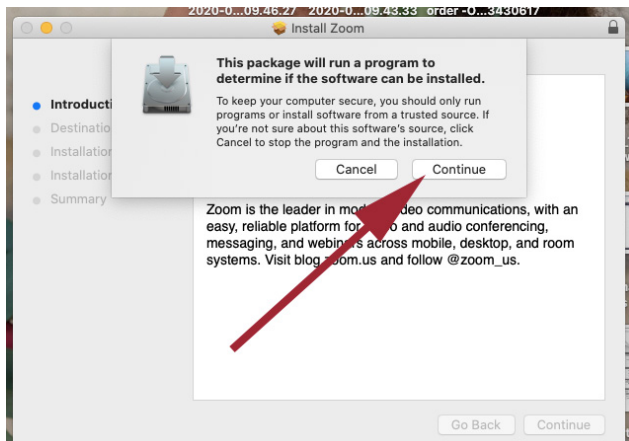 2020-0...09.46.27 2020-0...09.43.33 order -O...3430617
Install Zoom
This package will run a program to
determine if the software can be installed.
To keep your computer secure, you should only run
programs or install software from a trusted source. If
you're not sure about this software's source, click
Cancel to stop the program and the installation.
Cancel Continue
Introducti
Destinatio
Installation
Installation
Summary
Zoom is the leader in mod video communications, with an
easy, reliable platform for and audio conferencing,
messaging, and webinars across mobile, desktop, and room
systems. Visit blog.zoom.us and follow @zoom_us.
Go Back Continue